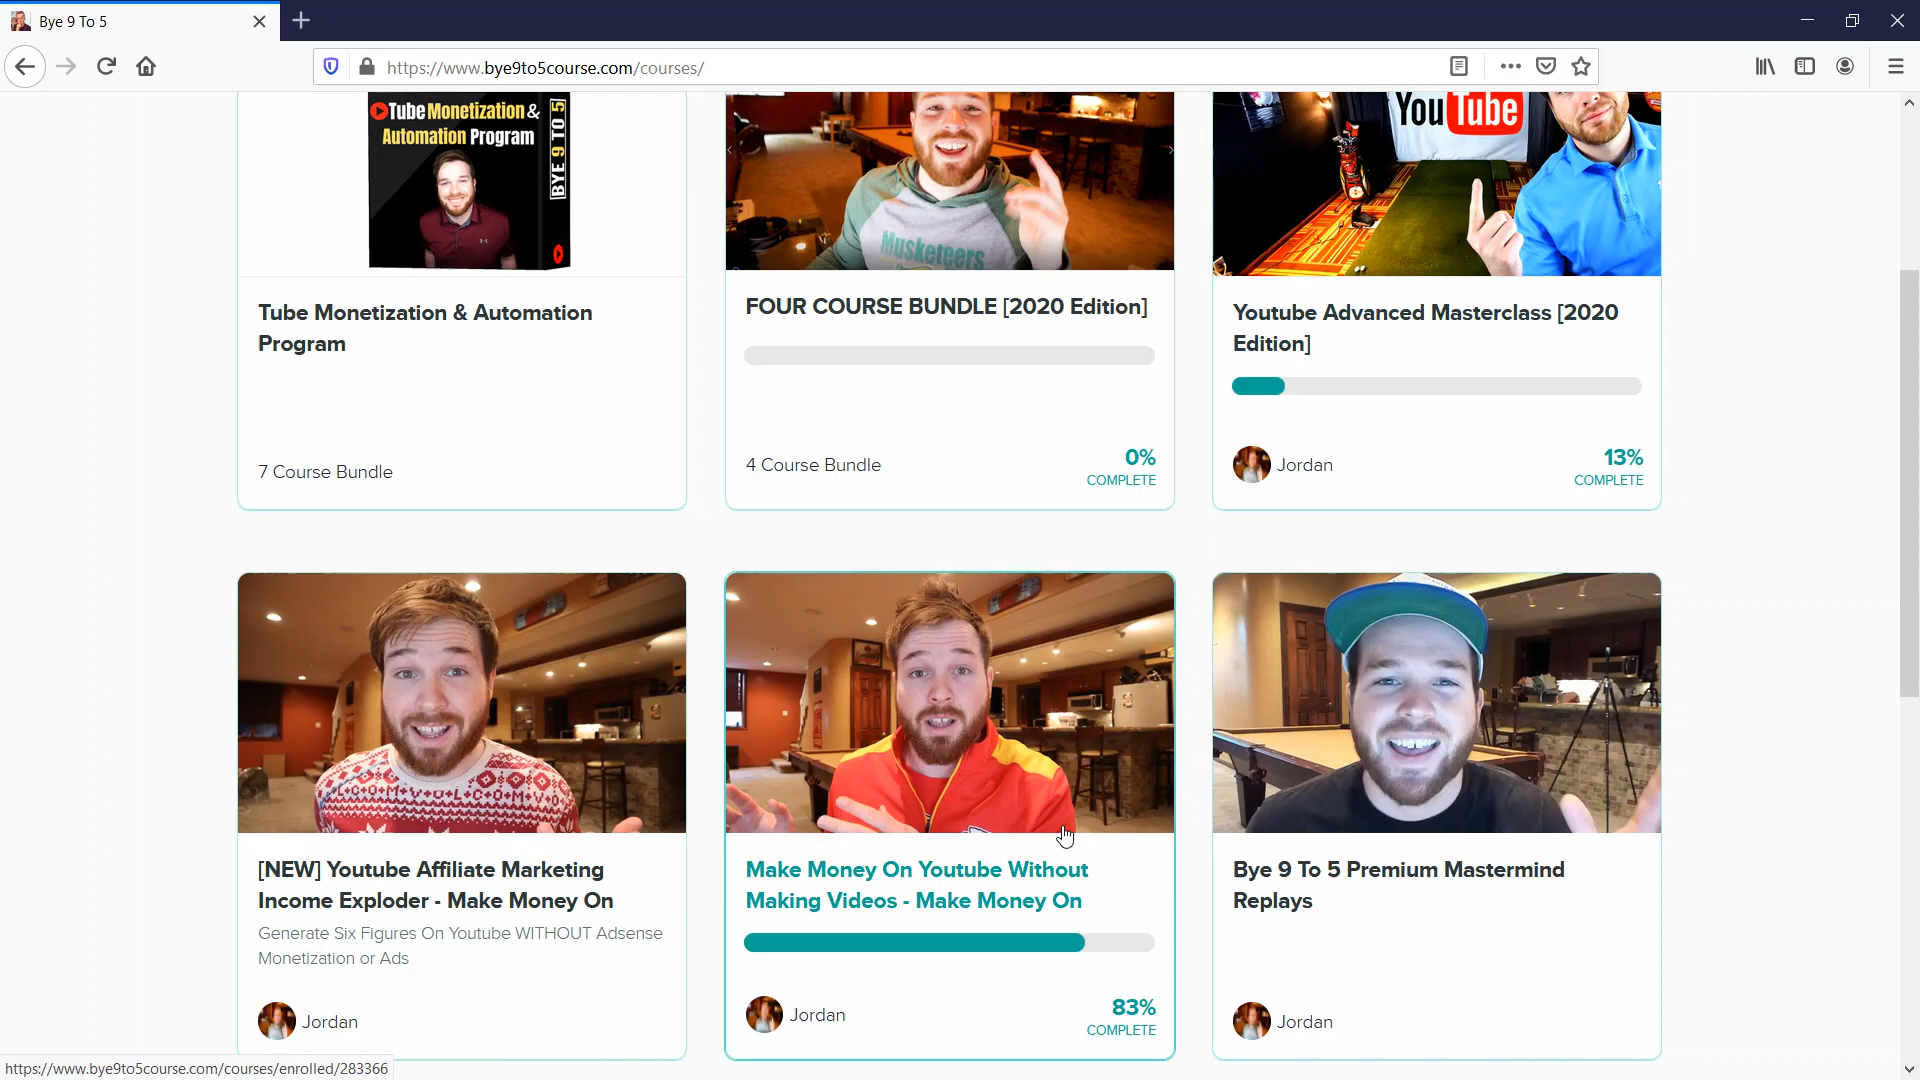 Bye 9 To 5
https://www.bye9to5course.com/courses/
Tube Monetization &
Automation Program
BYE 9 TO 5
Musketeers
YouTube
Tube Monetization & Automation
Program
7 Course Bundle
FOUR COURSE BUNDLE [2020 Edition]
4 Course Bundle
0%
COMPLETE
Youtube Advanced Masterclass [2020
Edition]
Jordan
13%
COMPLETE
[NEW] Youtube Affiliate Marketing
Income Exploder - Make Money On
Generate Six Figures On Youtube WITHOUT Adsense
Monetization or Ads
Jordan
Make Money On Youtube Without
Making Videos - Make Money On
Jordan
83%
COMPLETE
Bye 9 To 5 Premium Mastermind
Replays
Jordan
https://www.bye9to5course.com/courses/enrolled/283366